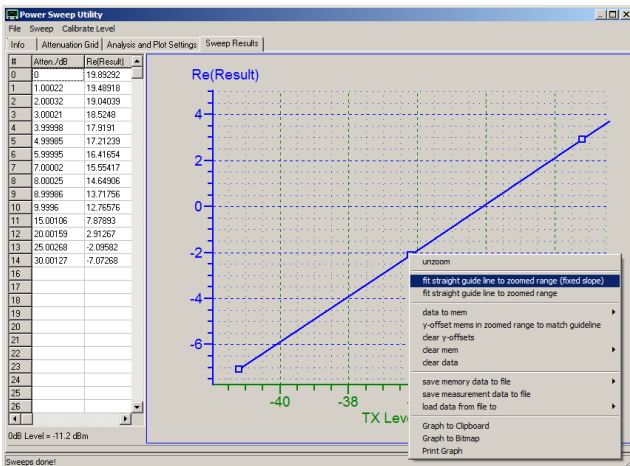 Power Sweep Utility
File Sweep Calibrate Level
Info Attenuation Grid Analysis and Plot Settings Sweep Results
# Atten./dB Re(Result)
0 0 19.89292
1 1.00022 19.48918
2 2.00032 19.04039
3 3.00021 18.5248
4 3.99998 17.9191
5 4.99985 17.21239
6 5.99995 16.41654
7 7.00002 15.55417
8 8.00025 14.64906
9 8.99986 13.71756
10 9.9996 12.76576
11 15.00106 7.87893
12 20.00159 2.91267
13 25.00268 -2.09582
14 30.00127 -7.07268
16
17
18
19
20
21
22
23
24
25
26
0dB Level = -11.2 dBm
Sweeps done!
Re(Result)
4
2
0
-2
-4
-6
-40 -38
TX Lev
unzoom
fit straight guide line to zoomed range (fixed slope)
fit straight guide line to zoomed range
data to mem
y-offset mems in zoomed range to match guideline
clear y-offsets
clear mem
clear data
save memory data to file
save measurement data to file
load data from file to
Graph to Clipboard
Graph to Bitmap
Print Graph